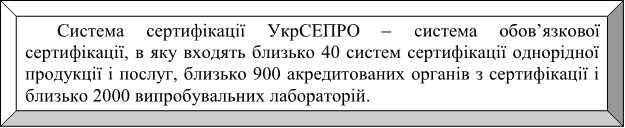 Система сертифікації УкрСЕПРО – система обов’язкової
сертифікації, в яку входять близько 40 систем сертифікації однорідної
продукції і послуг, близько 900 акредитованих органів з сертифікації і
близько 2000 випробувальних лабораторій.